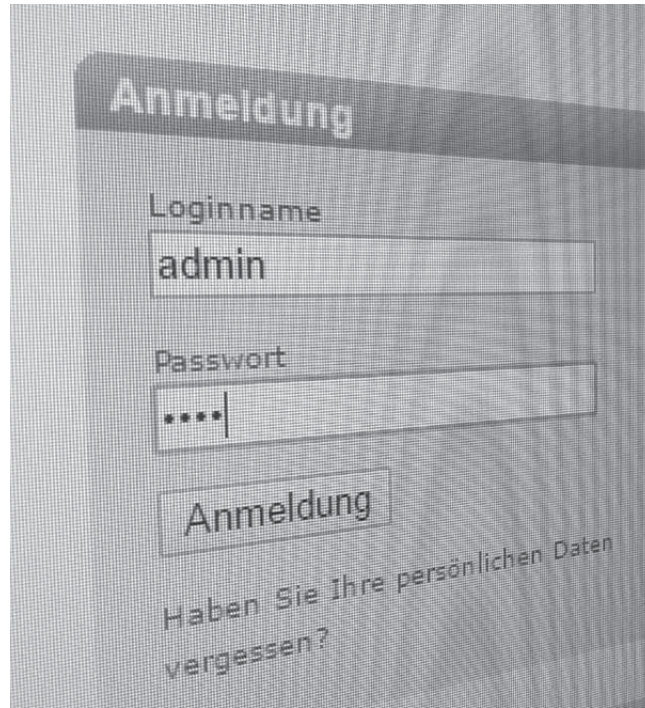 Anmeldung
Loginname
admin
Passwort
••••
Anmeldung
Haben Sie Ihre persönlichen Daten
vergessen?